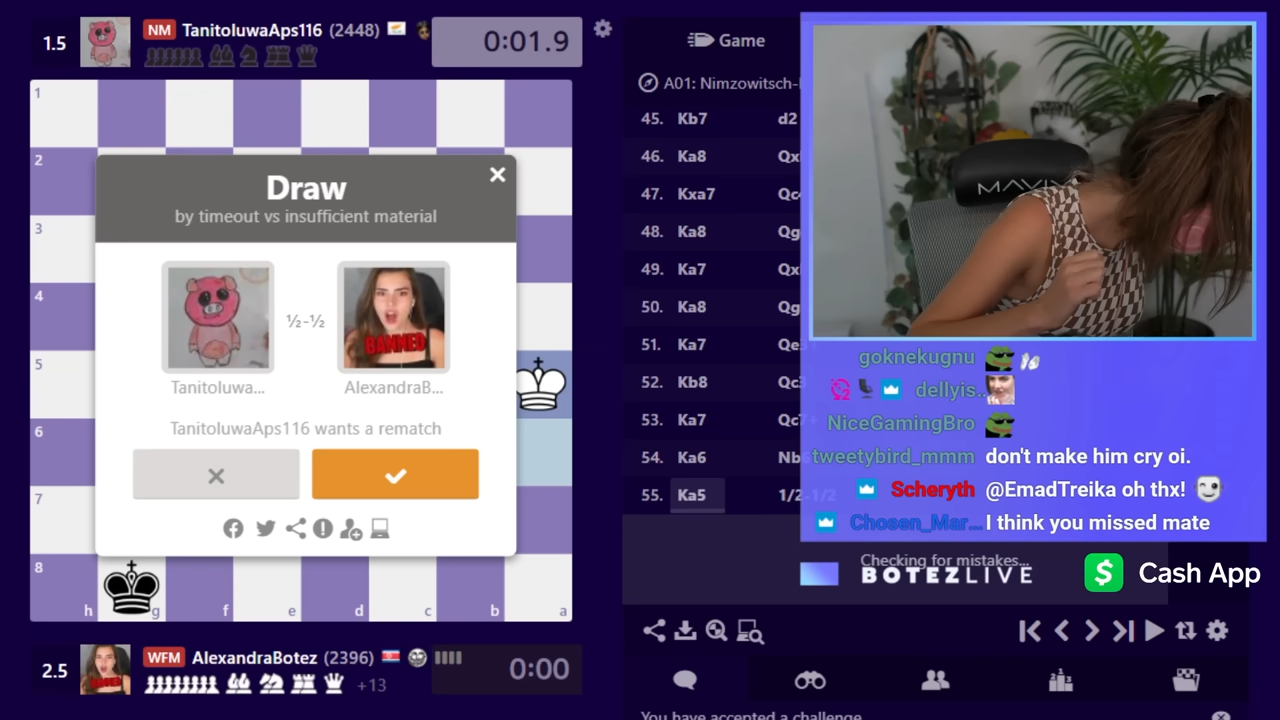 1.5
NM TanitoluwaAps116 (2448)
0:01.9
1
2
3
4
5
6
7
8
h g f e d c b a
Draw
by timeout vs insufficient material
½-½
BANNED
Tanitoluwa...
AlexandraB...
TanitoluwaAps116 wants a rematch
2.5
WFM AlexandraBotez (2396)
+13
0:00
Game
A01: Nimzowitsch-
45. Kb7 d2
46. Ka8 Qx
47. Kxa7 Qc
48. Ka8 Qg
49. Ka7 Qx
50. Ka8 Qg
51. Ka7 Qe3
52. Kb8 Qc3
53. Ka7 Qc7+
54. Ka6 Nb
55. Ka5 1/2-1/2
goknekugnu
dellyis...
NiceGamingBro
tweetybird_mmm don't make him cry oi.
Scheryth @EmadTreika oh thx!
Chosen_Mar... I think you missed mate
Checking for mistakes...
BOTEZLIVE
$ Cash App
You have accepted a challenge